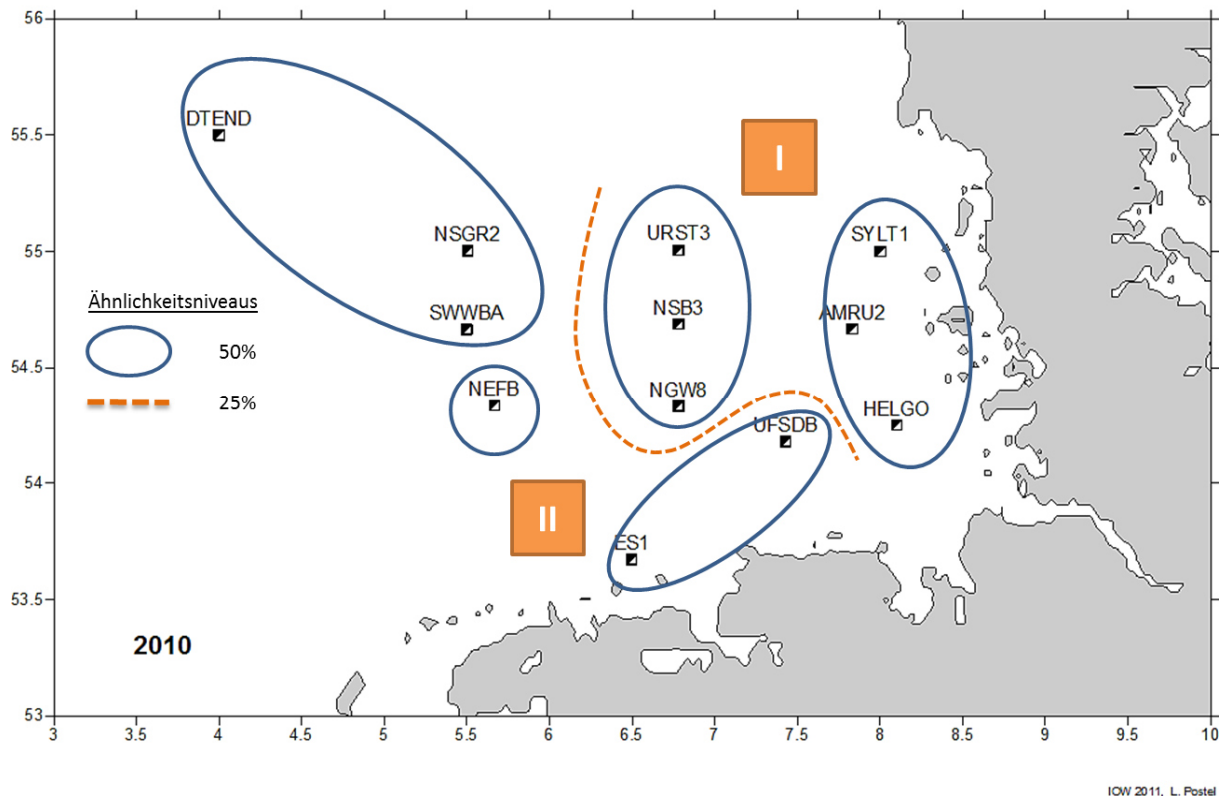 56
DTEND
55.5
I
NSGR2
URST3
SYLT1
55
Ähnlichkeitsniveaus
SWWBA
NSB3
AMRU2
50%
54.5
NEFB
NGW8
25%
HELGO
UFSDB
54
II
ES1
53.5
2010
53
3 3.5 4 4.5 5 5.5 6 6.5 7 7.5 8 8.5 9 9.5 10
IOW 2011. L. Postel